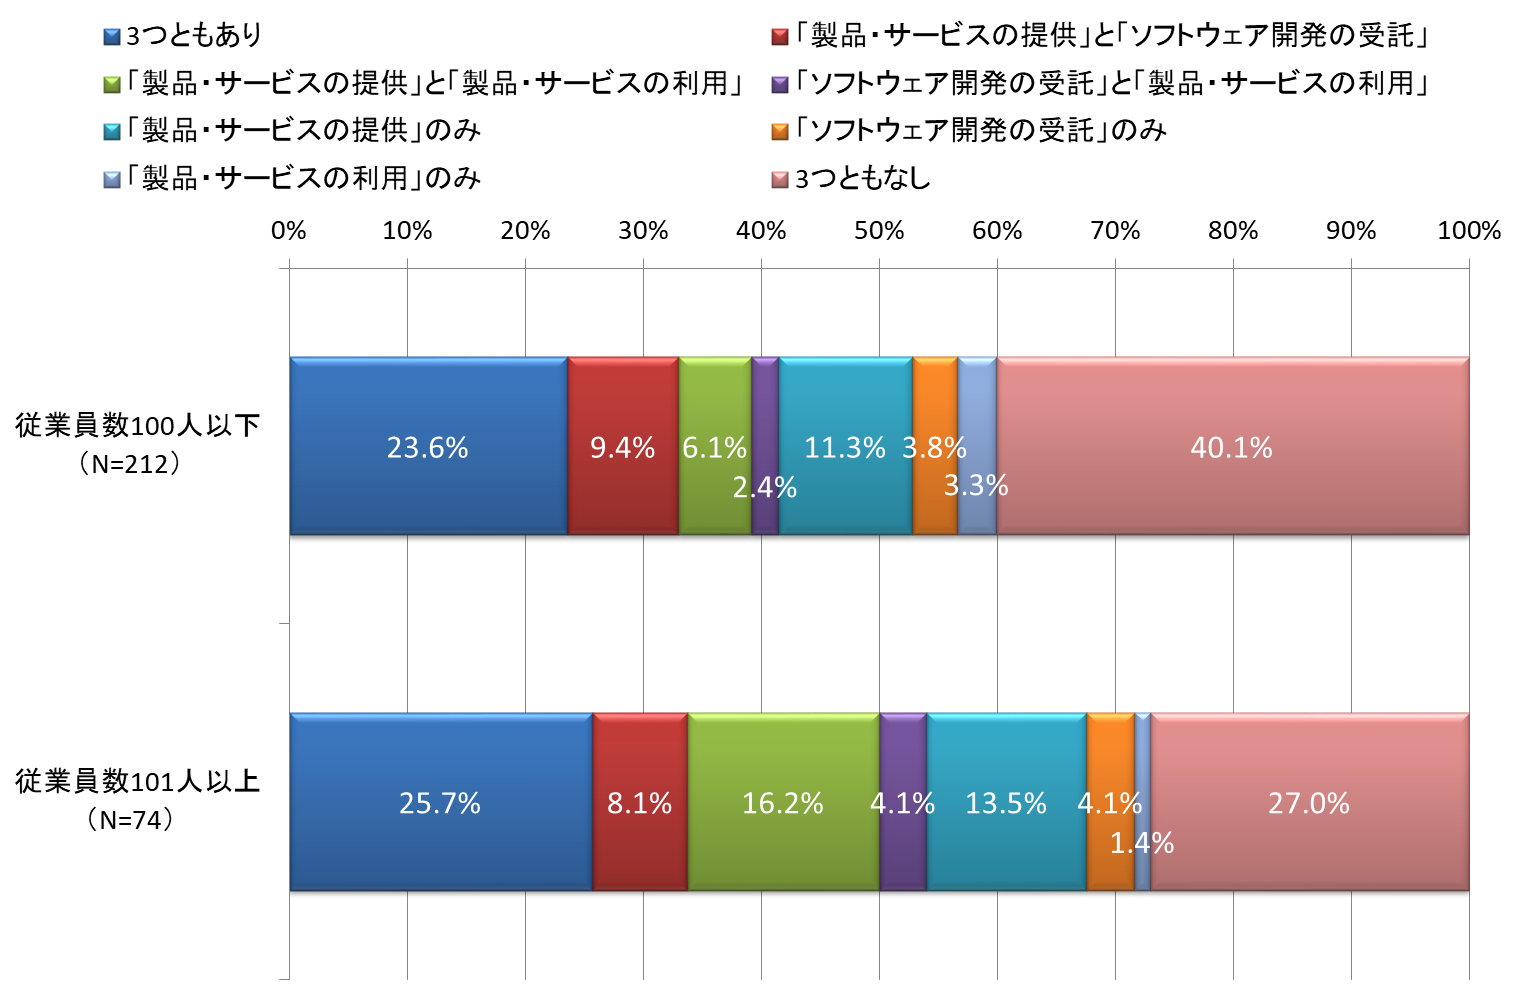 3つともあり
「製品・サービスの提供」と「ソフトウェア開発の受託」
「製品・サービスの提供」と「製品・サービスの利用」
「ソフトウェア開発の受託」と「製品・サービスの利用」
「製品・サービスの提供」のみ
「ソフトウェア開発の受託」のみ
「製品・サービスの利用」のみ
3つともなし
0% 10% 20% 30% 40% 50% 60% 70% 80% 90% 100%
従業員数100人以下
（N=212）
23.6% 9.4% 6.1% 2.4% 11.3% 3.8% 3.3% 40.1%
従業員数101人以上
（N=74）
25.7% 8.1% 16.2% 4.1% 13.5% 4.1% 1.4% 27.0%